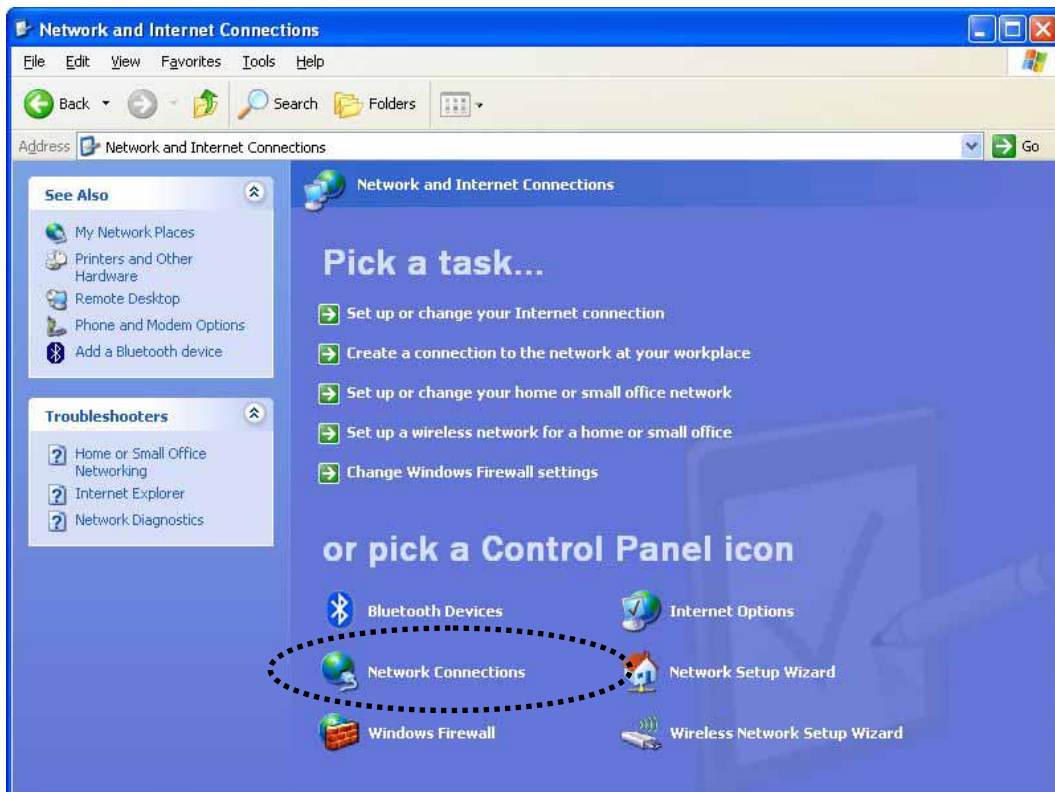 Network and Internet Connections
File Edit View Favorites Tools Help
Back Search Folders
Address Network and Internet Connections Go
See Also
My Network Places
Printers and Other
Hardware
Remote Desktop
Phone and Modem Options
Add a Bluetooth device
Troubleshooters
Home or Small Office
Networking
Internet Explorer
Network Diagnostics
Network and Internet Connections
Pick a task...
Set up or change your Internet connection
Create a connection to the network at your workplace
Set up or change your home or small office network
Set up a wireless network for a home or small office
Change Windows Firewall settings
or pick a Control Panel icon
Bluetooth Devices Internet Options
Network Connections Network Setup Wizard
Windows Firewall Wireless Network Setup Wizard